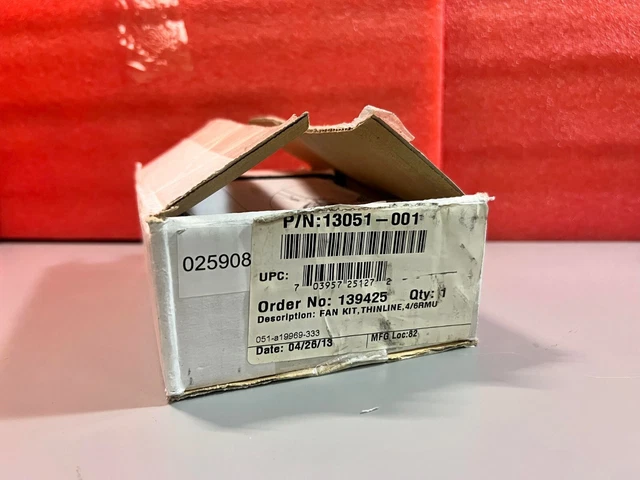 P/N:13051-001
025908
UPC:
7 03957 25127 2
Order No: 139425 Qty: 1
Description: FAN KIT,THINLINE,4/6RMU
051-a19969-333
MFG Loc:82
Date: 04/26/13